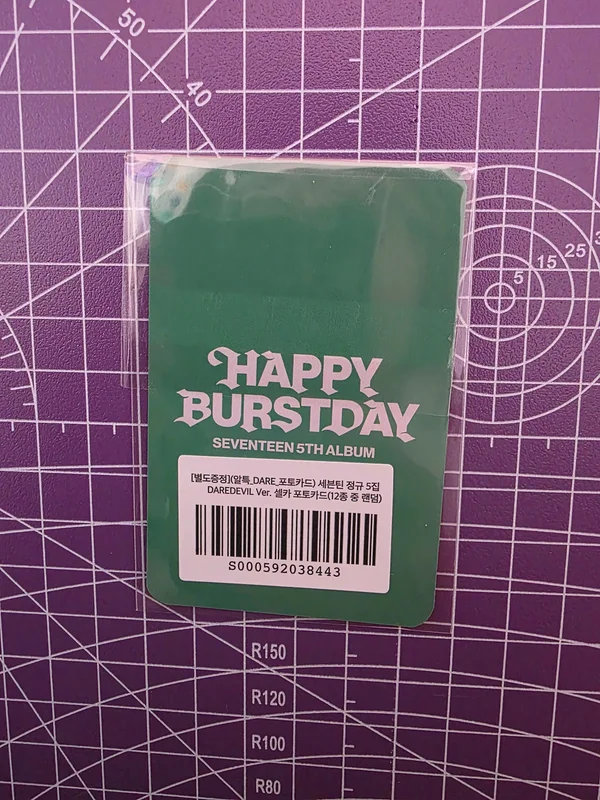 50
40
5
15
25
HAPPY
BURSTDAY
SEVENTEEN 5TH ALBUM
[별도증정](알특_DARE_포토카드) 세븐틴 정규 5집
DAREDEVIL Ver. 셀카 포토카드(12종 중 랜덤)
S000592038443
R150
R120
R100
R80